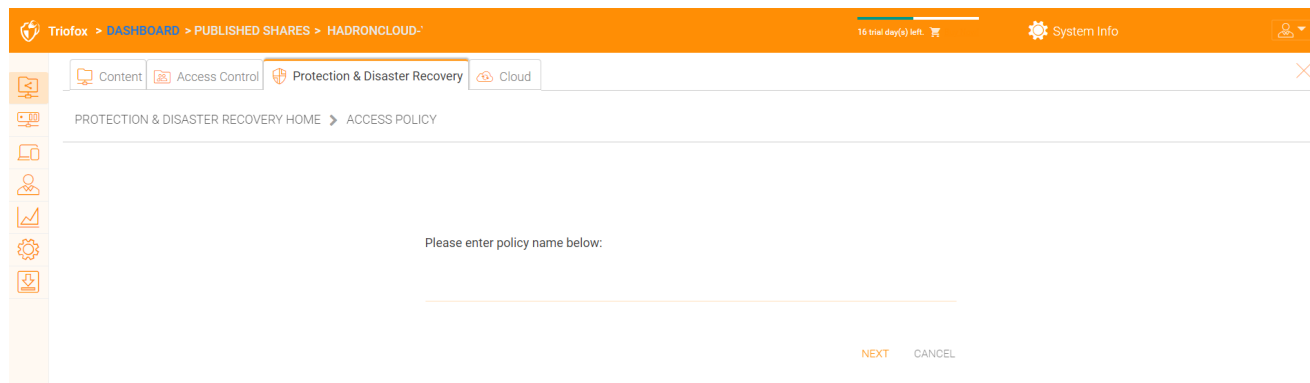 Triofox > DASHBOARD > PUBLISHED SHARES > HADRONCLOUD-
16 trial day(s) left.
System Info
Content Access Control Protection & Disaster Recovery Cloud
PROTECTION & DISASTER RECOVERY HOME > ACCESS POLICY
Please enter policy name below:
NEXT CANCEL